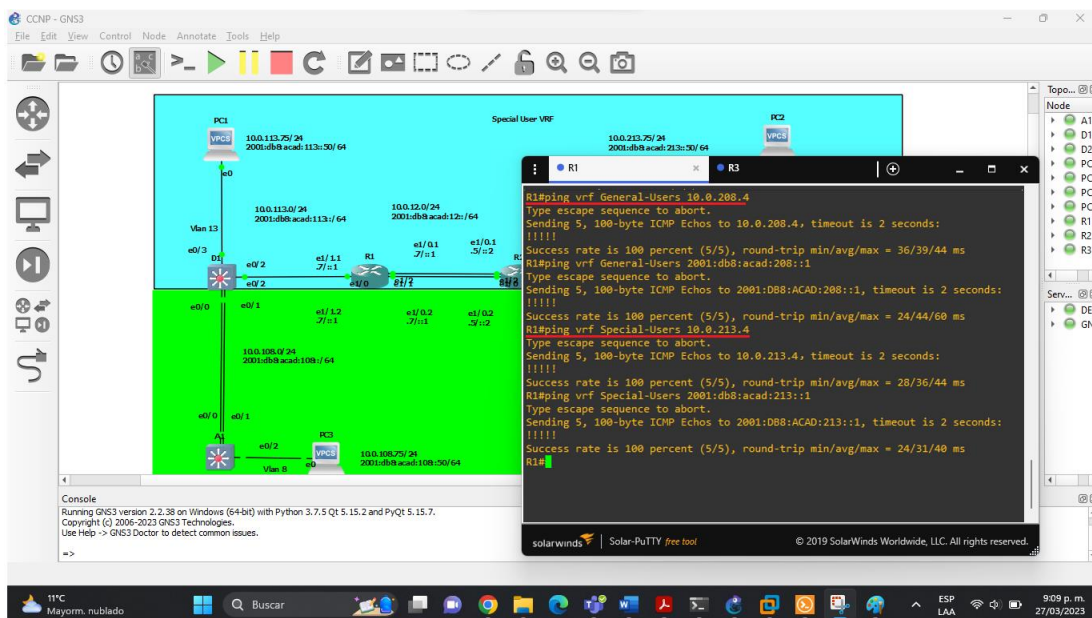 CCNP - GNS3
File Edit View Control Node Annotate Tools Help
Topo...
Node
A1
D1
D2
PC
PC
PC
PC
R1
R2
R3
Serv...
DE
GN
Special User VRF
PC1
VPCS
10.0.113.75/24
2001:db8:acad:113::50/64
e0
PC2
VPCS
10.0.213.75/24
2001:db8:acad:213::50/64
10.0.113.0/24
2001:db8:acad:113::/64
10.0.12.0/24
2001:db8:acad:12::/64
Vlan 13
e0/3
D1
e0/2
e0/2
e1/1.1
.7/::1
R1
e1/0
e1/0.1
.7/::1
e1/0.1
.5/::2
e0/0
e0/1
e1/1.2
.7/::1
e1/0.2
.7/::1
e1/0.2
.5/::2
10.0.108.0/24
2001:db8:acad:108::/64
e0/0
e0/1
A1
e0/2
Vlan 8
PC3
VPCS
e0
10.0.108.75/24
2001:db8:acad:108::50/64
R1
R3
R1#ping vrf General-Users 10.0.208.4
Type escape sequence to abort.
Sending 5, 100-byte ICMP Echos to 10.0.208.4, timeout is 2 seconds:
!!!!!
Success rate is 100 percent (5/5), round-trip min/avg/max = 36/39/44 ms
R1#ping vrf General-Users 2001:db8:acad:208::1
Type escape sequence to abort.
Sending 5, 100-byte ICMP Echos to 2001:DB8:ACAD:208::1, timeout is 2 seconds:
!!!!!
Success rate is 100 percent (5/5), round-trip min/avg/max = 24/44/60 ms
R1#ping vrf Special-Users 10.0.213.4
Type escape sequence to abort.
Sending 5, 100-byte ICMP Echos to 10.0.213.4, timeout is 2 seconds:
!!!!!
Success rate is 100 percent (5/5), round-trip min/avg/max = 28/36/44 ms
R1#ping vrf Special-Users 2001:db8:acad:213::1
Type escape sequence to abort.
Sending 5, 100-byte ICMP Echos to 2001:DB8:ACAD:213::1, timeout is 2 seconds:
!!!!!
Success rate is 100 percent (5/5), round-trip min/avg/max = 24/31/40 ms
R1#
solarwinds Solar-PuTTY free tool © 2019 SolarWinds Worldwide, LLC. All rights reserved.
Console
Running GNS3 version 2.2.38 on Windows (64-bit) with Python 3.7.5 Qt 5.15.2 and PyQt 5.15.7.
Copyright (c) 2006-2023 GNS3 Technologies.
Use Help -> GNS3 Doctor to detect common issues.
=>
11°C
Mayorm. nublado
Buscar
ESP
LAA
9:09 p. m.
27/03/2023